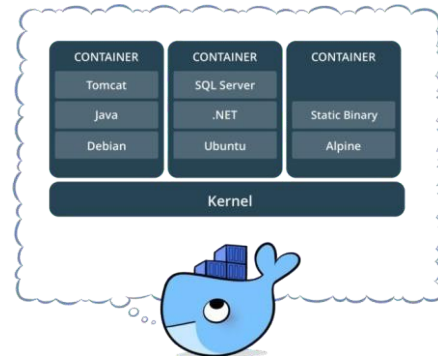 CONTAINER
Tomcat
Java
Debian
CONTAINER
SQL Server
.NET
Ubuntu
CONTAINER
Static Binary
Alpine
Kernel